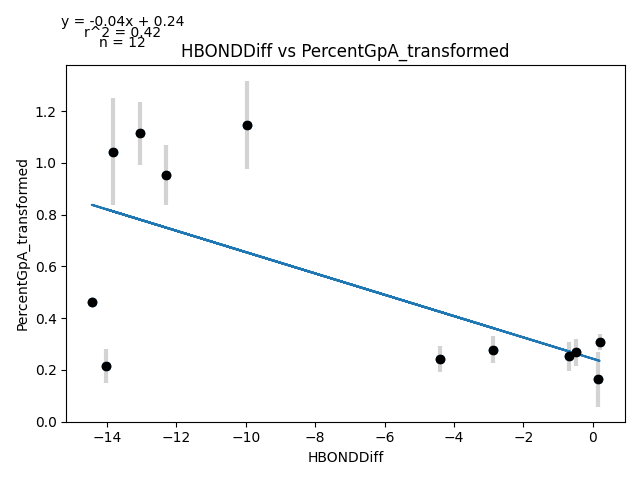 y = -0.04x + 0.24
r^2 = 0.42
n = 12
HBONDDiff vs PercentGpA_transformed
PercentGpA_transformed
1.2
1.0
0.8
0.6
0.4
0.2
0.0
−14 −12 −10 −8 −6 −4 −2 0
HBONDDiff